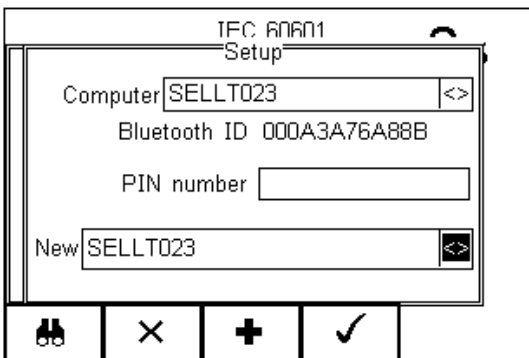 IEC 60601
Setup
Computer SELLT023 <>
Bluetooth ID 000A3A76A88B
PIN number
New SELLT023 <>